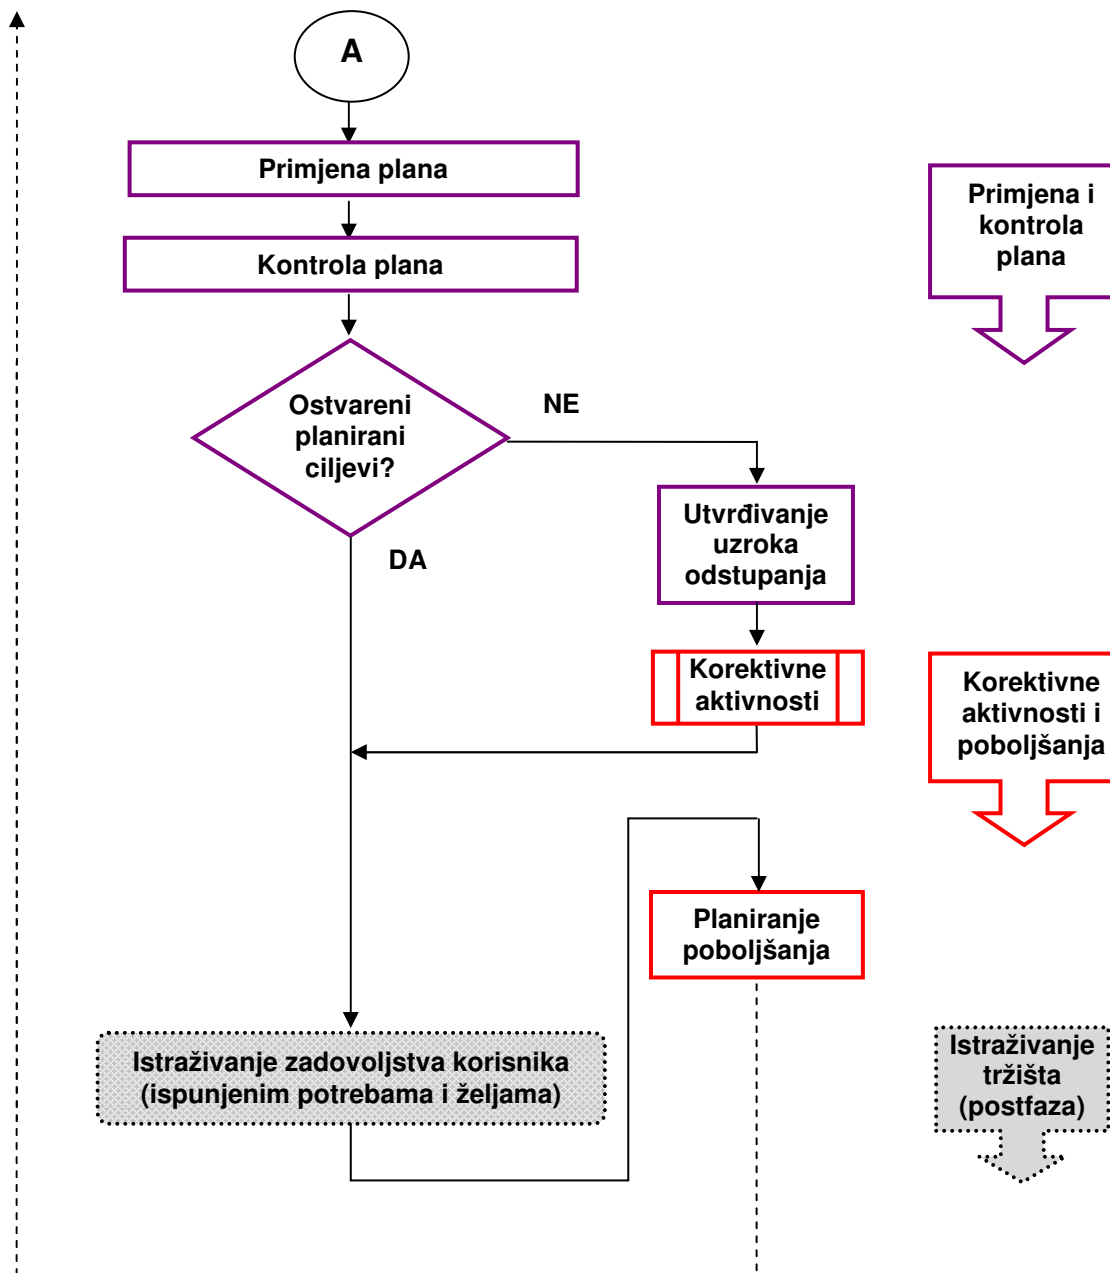 A
Primjena plana
Primjena i
kontrola
plana
Kontrola plana
Ostvareni
planirani
ciljevi?
NE
DA
Utvrđivanje
uzroka
odstupanja
Korektivne
aktivnosti
Korektivne
aktivnosti i
poboljšanja
Planiranje
poboljšanja
Istraživanje zadovoljstva korisnika
(ispunjenim potrebama i željama)
Istraživanje
tržišta
(postfaza)